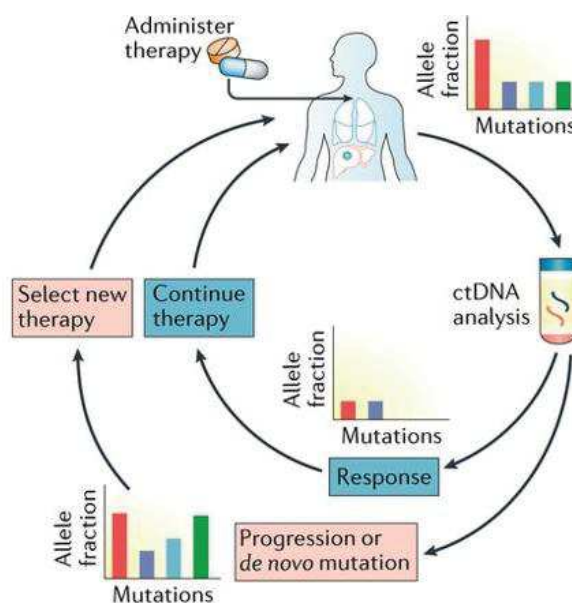 Administer
therapy
Allele
fraction
Mutations
Select new
therapy
Continue
therapy
ctDNA
analysis
Allele
fraction
Mutations
Response
Allele
fraction
Mutations
Progression or
de novo mutation